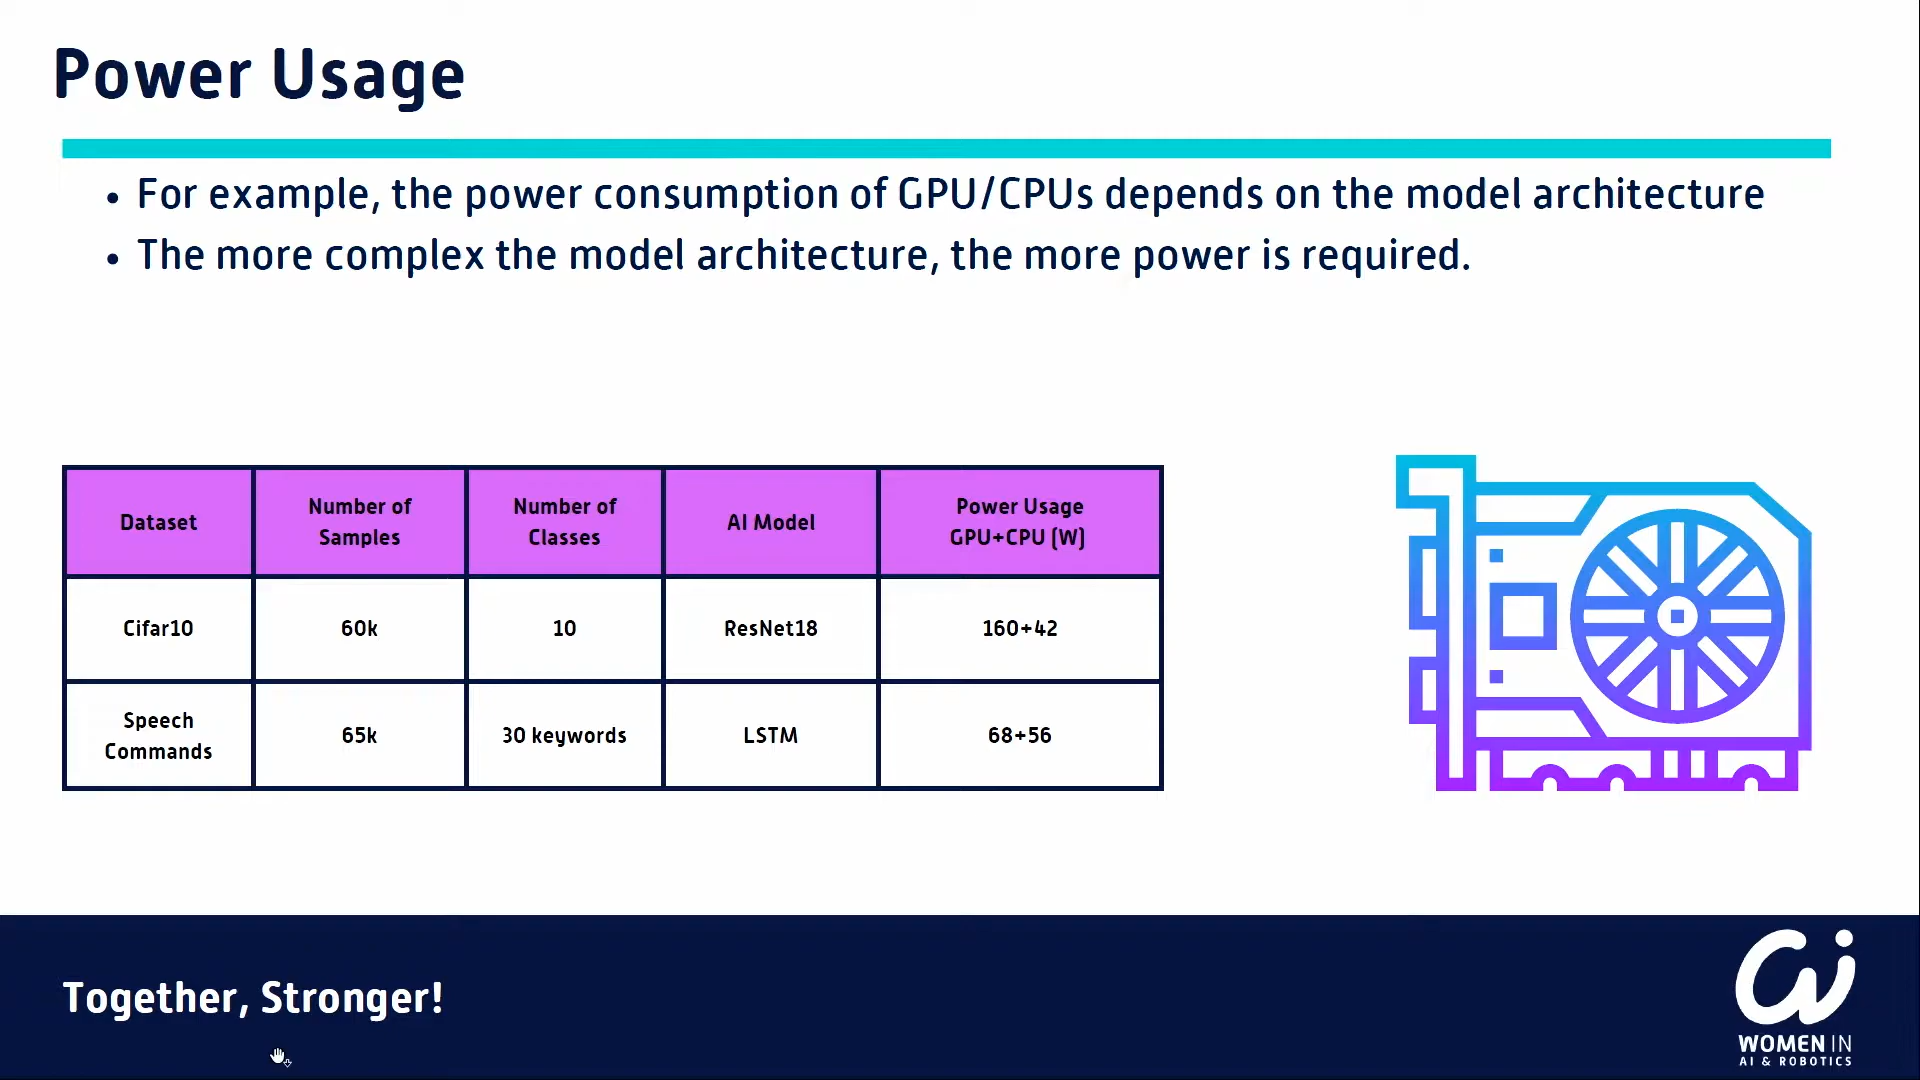 Power Usage
• For example, the power consumption of GPU/CPUs depends on the model architecture
• The more complex the model architecture, the more power is required.
Dataset
Number of
Samples
Number of
Classes
AI Model
Power Usage
GPU+CPU (W)
Cifar10
60k
10
ResNet18
160+42
Speech
Commands
65k
30 keywords
LSTM
68+56
Together, Stronger!
WOMEN IN
AI & ROBOTICS